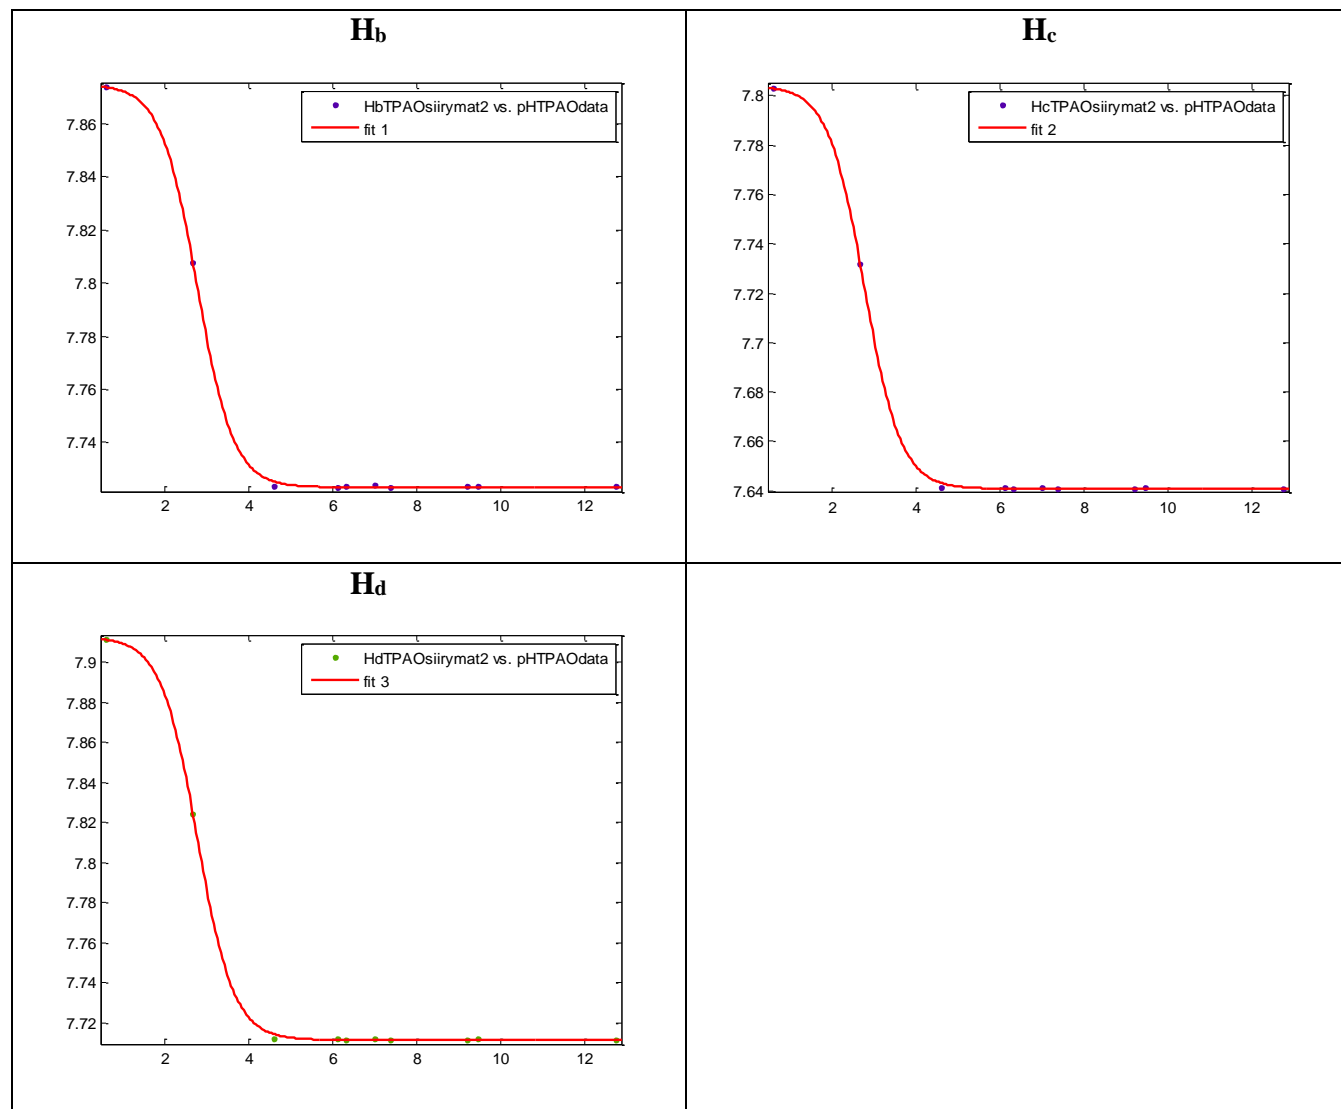 Hb
HbTPAOsiirymat2 vs. pHTPAOdata
fit 1
7.86
7.84
7.82
7.8
7.78
7.76
7.74
2 4 6 8 10 12
Hc
HcTPAOsiirymat2 vs. pHTPAOdata
fit 2
7.8
7.78
7.76
7.74
7.72
7.7
7.68
7.66
7.64
2 4 6 8 10 12
Hd
HdTPAOsiirymat2 vs. pHTPAOdata
fit 3
7.9
7.88
7.86
7.84
7.82
7.8
7.78
7.76
7.74
7.72
2 4 6 8 10 12